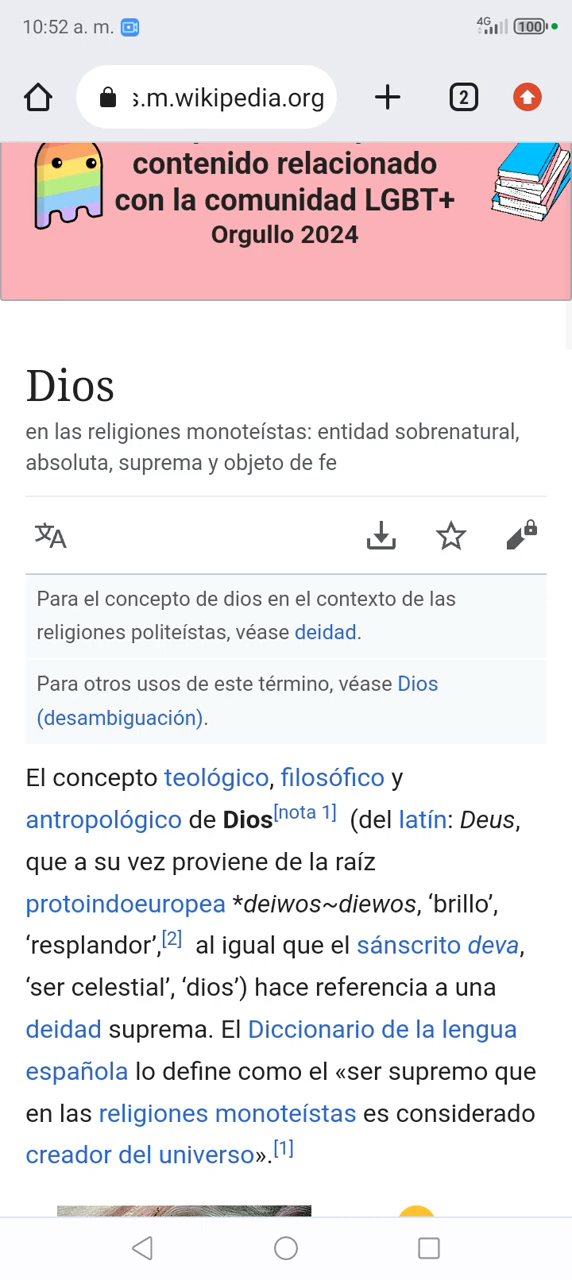 10:52 a. m.
4G
100
s.m.wikipedia.org
2
contenido relacionado
con la comunidad LGBT+
Orgullo 2024
Dios
en las religiones monoteístas: entidad sobrenatural,
absoluta, suprema y objeto de fe
Para el concepto de dios en el contexto de las
religiones politeístas, véase deidad.
Para otros usos de este término, véase Dios
(desambiguación).
El concepto teológico, filosófico y
antropológico de Dios[nota 1] (del latín: Deus,
que a su vez proviene de la raíz
protoindoeuropea *deiwos~diewos, ‘brillo’,
‘resplandor’,[2] al igual que el sánscrito deva,
‘ser celestial’, ‘dios’) hace referencia a una
deidad suprema. El Diccionario de la lengua
española lo define como el «ser supremo que
en las religiones monoteístas es considerado
creador del universo».[1]